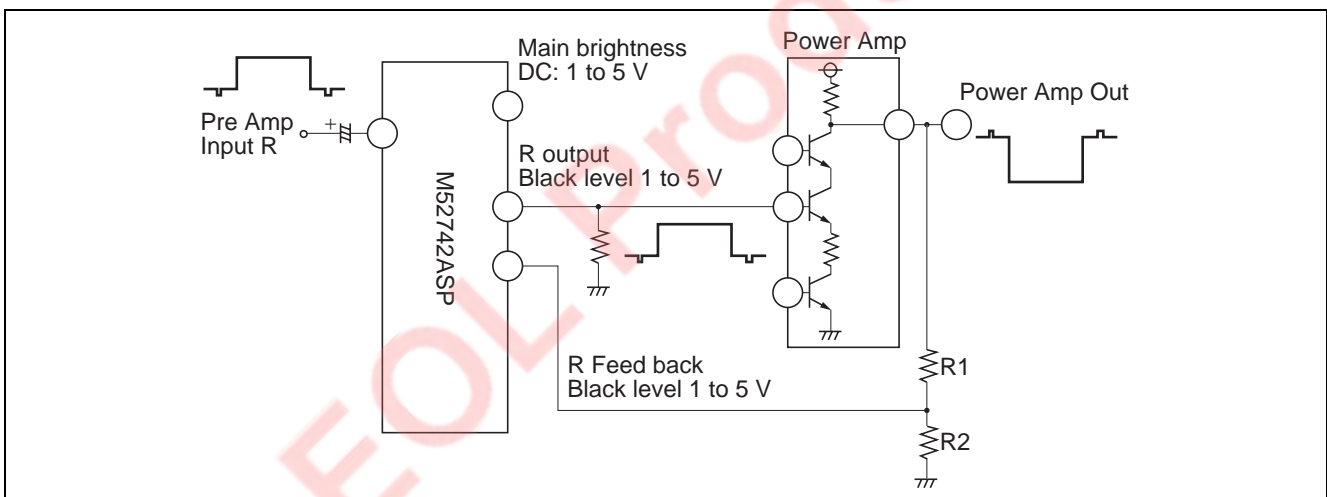 Main brightness
DC: 1 to 5 V
Power Amp
Pre Amp
Input R
+
Power Amp Out
R output
Black level 1 to 5 V
M52742ASP
R Feed back
Black level 1 to 5 V
R1
R2
EOL Prod